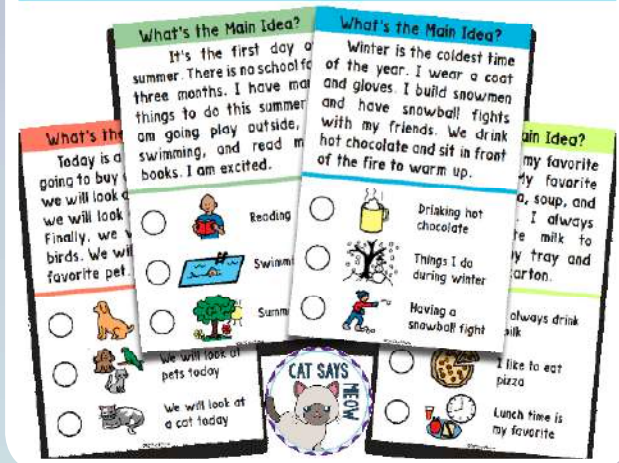 What's the Main Idea?
It's the first day o
summer. There is no school fo
three months. I have ma
things to do this summer
am going play outside,
swimming, and read m
books. I am excited.
Reading
Swimmi
Summ
What's the Main Idea?
Winter is the coldest time
of the year. I wear a coat
and gloves. I build snowmen
and have snowball fights
with my friends. We drink
hot chocolate and sit in front
of the fire to warm up.
Drinking hot
chocolate
Things I do
during winter
Having a
snowball fight
What's the
Today is a
going to buy
we will look a
we will look
Finally, we
birds. We wil
favorite pet.
We will look at
pets today
We will look at
a cat today
ain Idea?
my favorite
My favorite
a, soup, and
. I always
te milk to
y tray and
carton.
always drink
ilk
I like to eat
pizza
Lunch time is
my favorite
CAT SAYS
MEOW